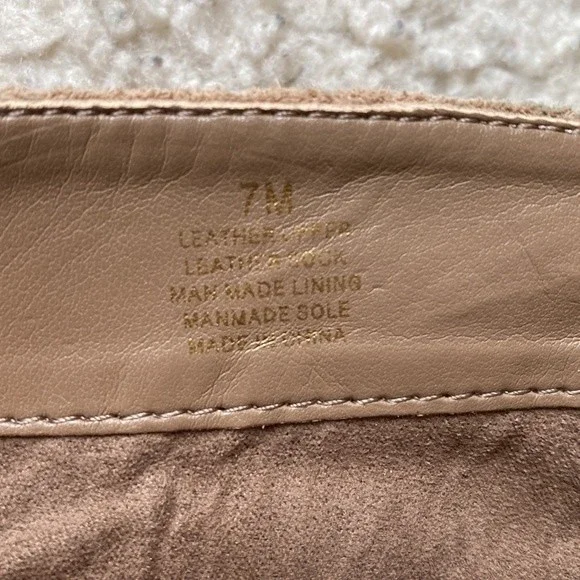 7M
LEATHER UPPER
LEATHER SOCK
MAN MADE LINING
MANMADE SOLE
MADE IN CHINA